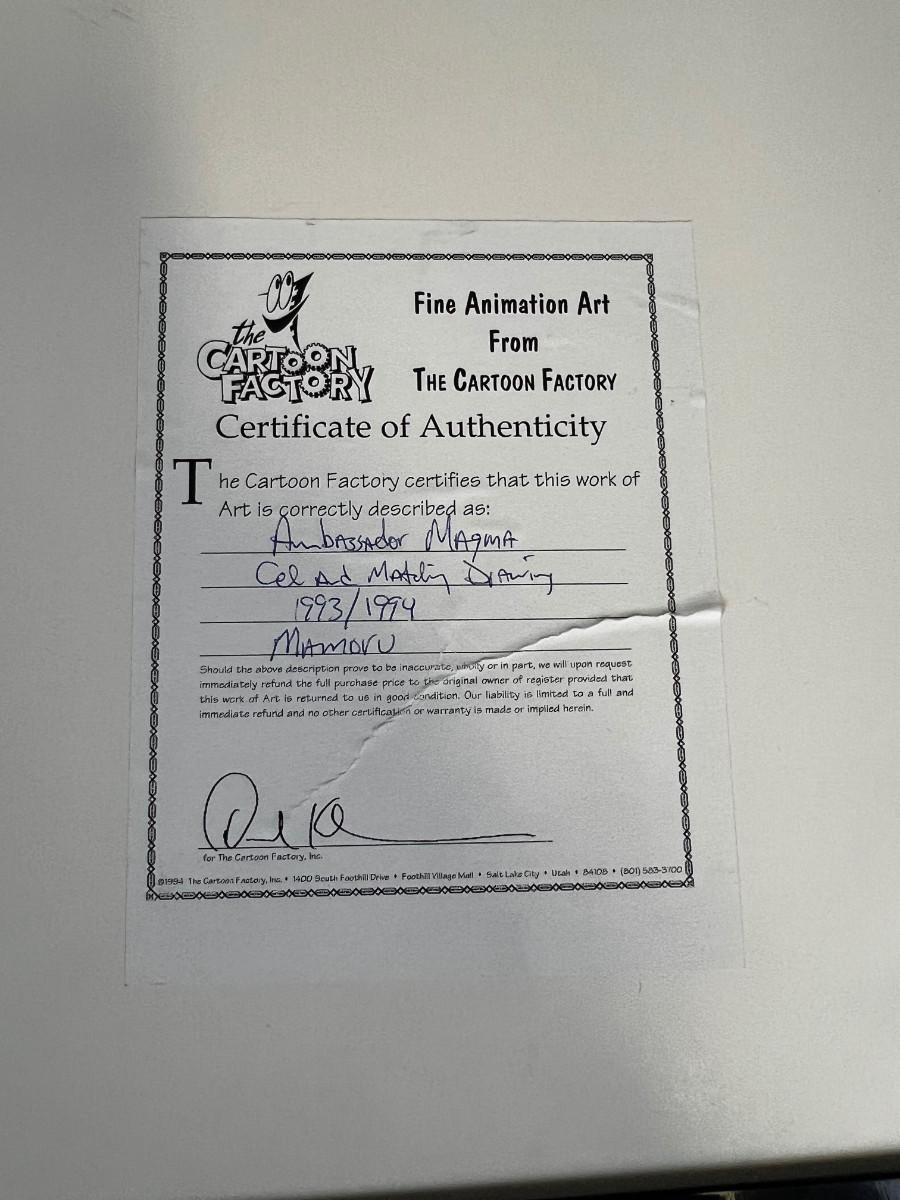 the
CARTOON
FACTORY
Fine Animation Art
From
THE CARTOON FACTORY
Certificate of Authenticity
The Cartoon Factory certifies that this work of
Art is correctly described as:
Ambassador Magma
Cel and Matching Drawing
1993/1994
Mamoru
Should the above description prove to be inaccurate, wholly or in part, we will upon request
immediately refund the full purchase price to the original owner of register provided that
this work of Art is returned to us in good condition. Our liability is limited to a full and
immediate refund and no other certification or warranty is made or implied herein.
for The Cartoon Factory, Inc.
©1994 The Cartoon Factory, Inc. • 1400 South Foothill Drive • Foothill Village Mall • Salt Lake City • Utah • 84108 • (801) 583-3700